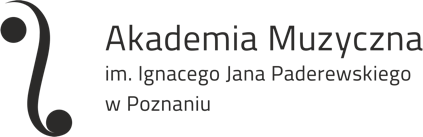 Akademia Muzyczna
im. Ignacego Jana Paderewskiego
w Poznaniu